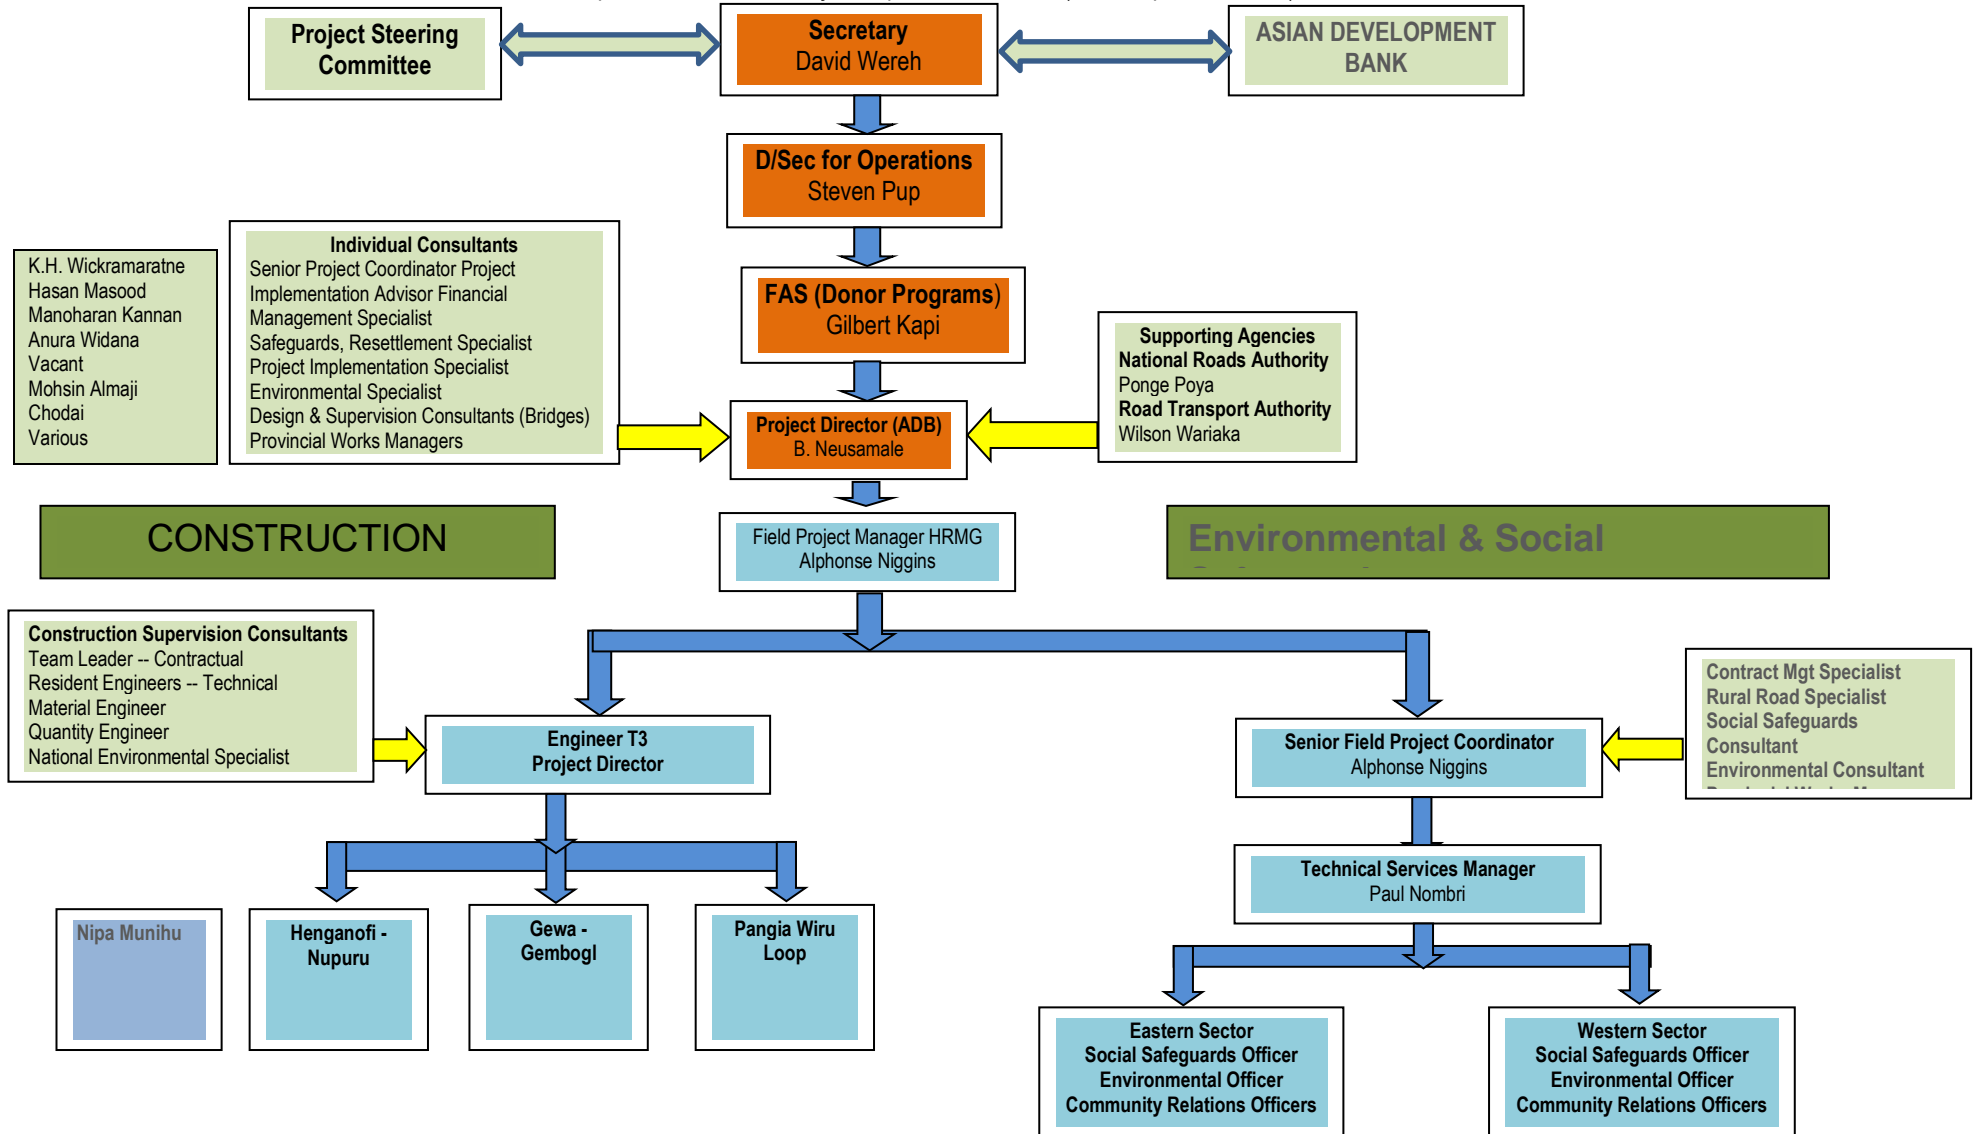 Project Steering
Committee
Secretary
David Wereh
ASIAN DEVELOPMENT
BANK
D/Sec for Operations
Steven Pup
K.H. Wickramaratne
Hasan Masood
Manoharan Kannan
Anura Widana
Vacant
Mohsin Almaji
Chodai
Various
Individual Consultants
Senior Project Coordinator Project
Implementation Advisor Financial
Management Specialist
Safeguards, Resettlement Specialist
Project Implementation Specialist
Environmental Specialist
Design & Supervision Consultants (Bridges)
Provincial Works Managers
FAS (Donor Programs)
Gilbert Kapi
Supporting Agencies
National Roads Authority
Ponge Poya
Road Transport Authority
Wilson Wariaka
Project Director (ADB)
B. Neusamale
CONSTRUCTION
Field Project Manager HRMG
Alphonse Niggins
Environmental & Social
Construction Supervision Consultants
Team Leader -- Contractual
Resident Engineers -- Technical
Material Engineer
Quantity Engineer
National Environmental Specialist
Engineer T3
Project Director
Senior Field Project Coordinator
Alphonse Niggins
Contract Mgt Specialist
Rural Road Specialist
Social Safeguards
Consultant
Environmental Consultant
Technical Services Manager
Paul Nombri
Nipa Munihu
Henganofi -
Nupuru
Gewa -
Gembogl
Pangia Wiru
Loop
Eastern Sector
Social Safeguards Officer
Environmental Officer
Community Relations Officers
Western Sector
Social Safeguards Officer
Environmental Officer
Community Relations Officers